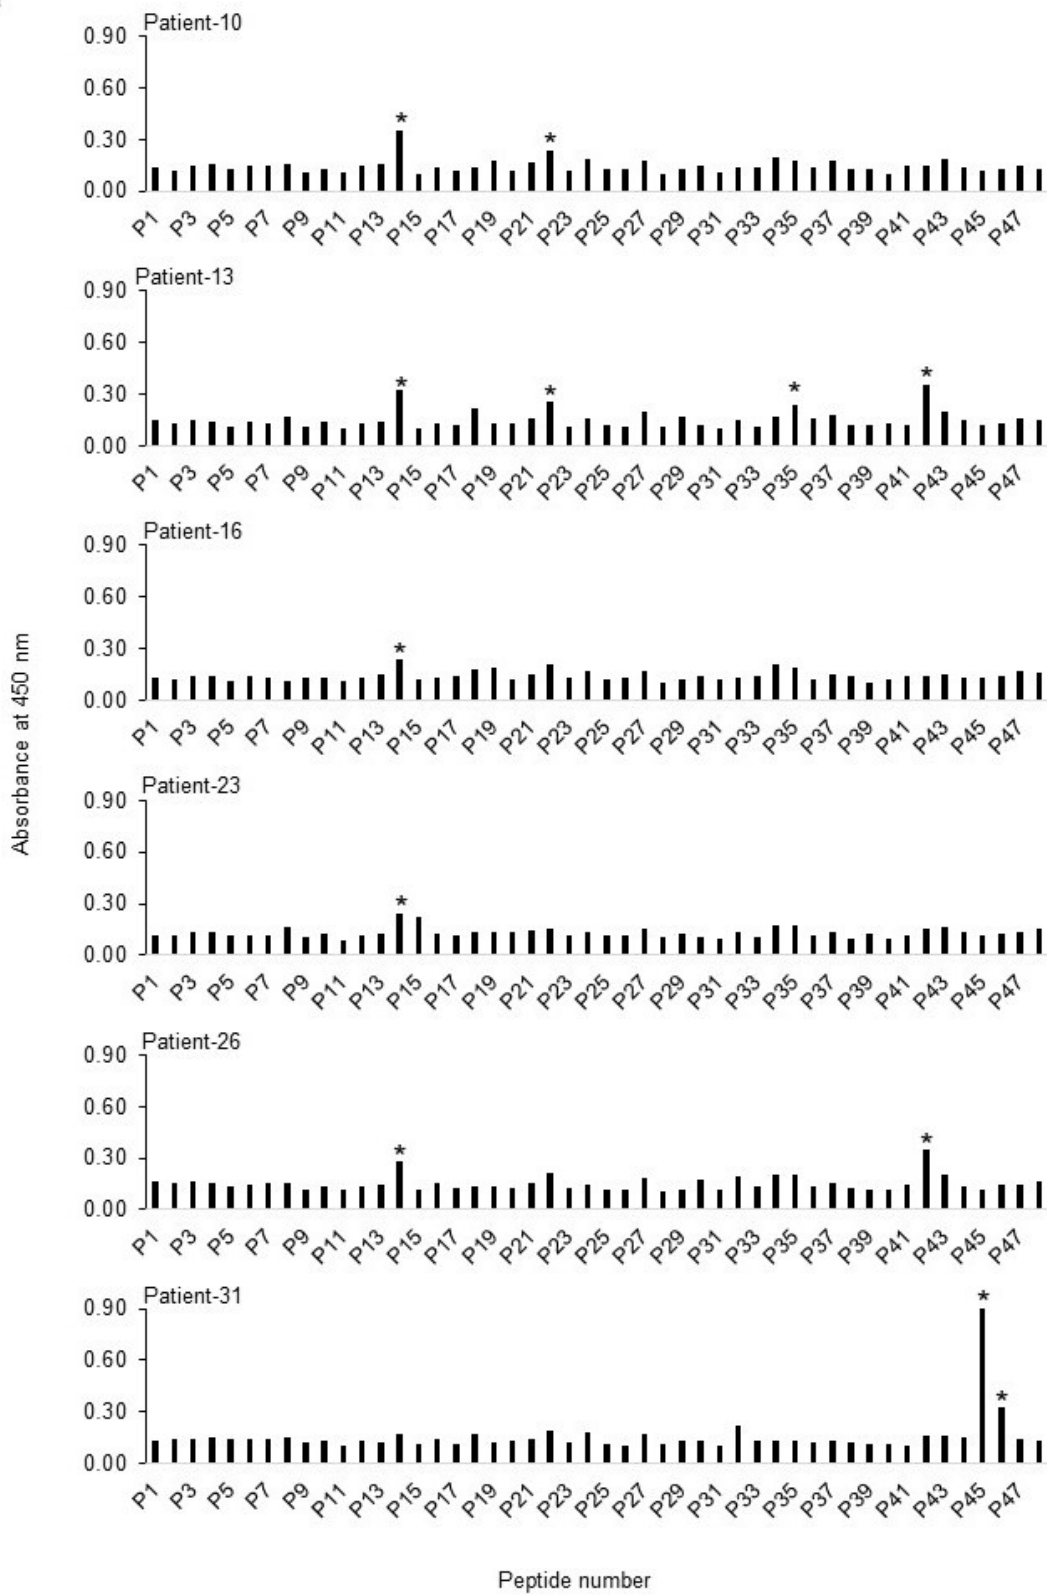 Patient-10
0.90
0.60
*
*
0.30
0.00
P1 P3 P5 P7 P9 P11 P13 P15 P17 P19 P21 P23 P25 P27 P29 P31 P33 P35 P37 P39 P41 P43 P45 P47
Patient-13
0.90
0.60
* * * *
0.30
0.00
P1 P3 P5 P7 P9 P11 P13 P15 P17 P19 P21 P23 P25 P27 P29 P31 P33 P35 P37 P39 P41 P43 P45 P47
Patient-16
0.90
0.60
*
0.30
0.00
P1 P3 P5 P7 P9 P11 P13 P15 P17 P19 P21 P23 P25 P27 P29 P31 P33 P35 P37 P39 P41 P43 P45 P47
Absorbance at 450 nm
Patient-23
0.90
0.60
*
0.30
0.00
P1 P3 P5 P7 P9 P11 P13 P15 P17 P19 P21 P23 P25 P27 P29 P31 P33 P35 P37 P39 P41 P43 P45 P47
Patient-26
0.90
0.60
* *
0.30
0.00
P1 P3 P5 P7 P9 P11 P13 P15 P17 P19 P21 P23 P25 P27 P29 P31 P33 P35 P37 P39 P41 P43 P45 P47
Patient-31
*
0.90
0.60
*
0.30
0.00
P1 P3 P5 P7 P9 P11 P13 P15 P17 P19 P21 P23 P25 P27 P29 P31 P33 P35 P37 P39 P41 P43 P45 P47
Peptide number